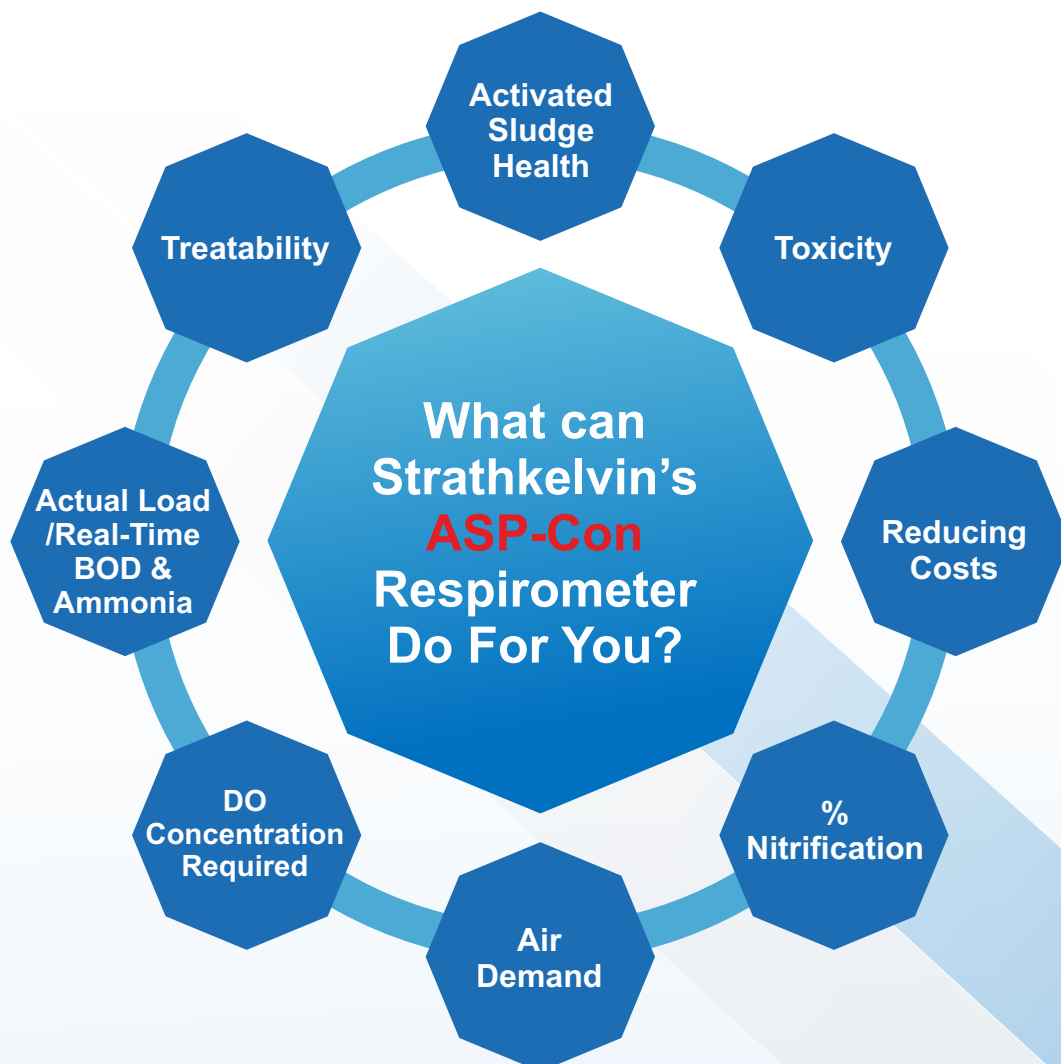 Activated
Sludge
Health
Treatability
Toxicity
What can
Strathkelvin's
ASP-Con
Respirometer
Do For You?
Actual Load
/Real-Time
BOD &
Ammonia
Reducing
Costs
DO
Concentration
Required
%
Nitrification
Air
Demand